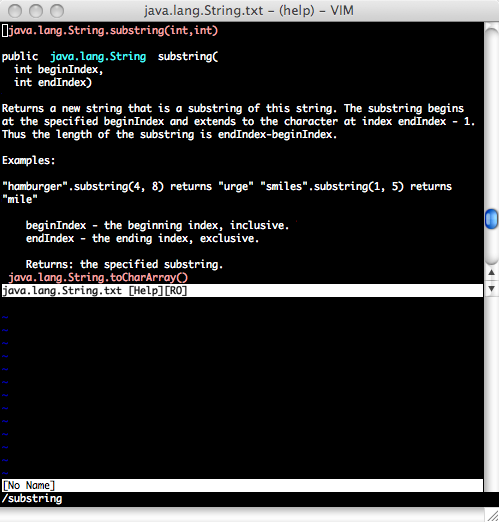 java.lang.String.txt - (help) - VIM
java.lang.String.substring(int,int)
public java.lang.String substring(
int beginIndex,
int endIndex)
Returns a new string that is a substring of this string. The substring begins
at the specified beginIndex and extends to the character at index endIndex - 1.
Thus the length of the substring is endIndex-beginIndex.
Examples:
"hamburger".substring(4, 8) returns "urge" "smiles".substring(1, 5) returns
"mile"
beginIndex - the beginning index, inclusive.
endIndex - the ending index, exclusive.
Returns: the specified substring.
java.lang.String.toCharArray()
java.lang.String.txt [Help][RO]
~
~
~
~
~
~
~
~
~
~
~
~
~
[No Name]
/substring